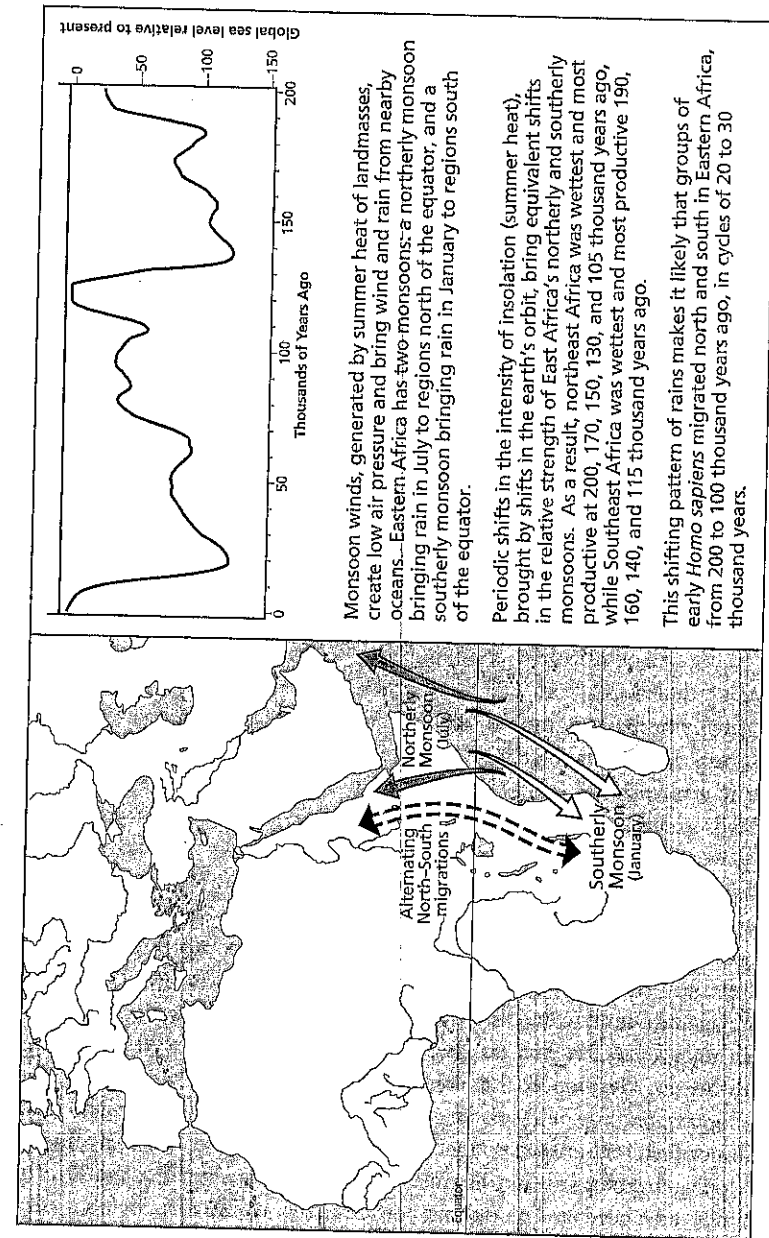 Global sea level relative to present
0
-50
-100
-150
0
50
100
150
200
Thousands of Years Ago
Monsoon winds, generated by summer heat of landmasses,
create low air pressure and bring wind and rain from nearby
oceans. Eastern Africa has two monsoons: a northerly monsoon
bringing rain in July to regions north of the equator, and a
southerly monsoon bringing rain in January to regions south
of the equator.
Periodic shifts in the intensity of insolation (summer heat),
brought by shifts in the earth's orbit, bring equivalent shifts
in the relative strength of East Africa's northerly and southerly
monsoons. As a result, northeast Africa was wettest and most
productive at 200, 170, 150, 130, and 105 thousand years ago,
while Southeast Africa was wettest and most productive 190,
160, 140, and 115 thousand years ago.
This shifting pattern of rains makes it likely that groups of
early Homo sapiens migrated north and south in Eastern Africa,
from 200 to 100 thousand years ago, in cycles of 20 to 30
thousand years.
Alternating
North–South
migrations
Northerly
Monsoon
(July)
Southerly
Monsoon
(January)
Equator